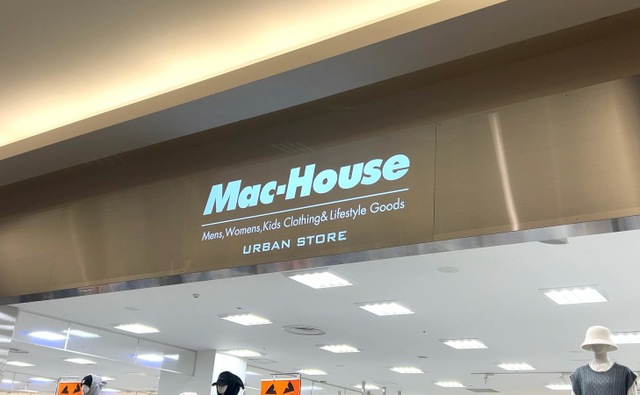 Mac-House
Mens,Womens,Kids Clothing&Lifestyle Goods
URBAN STORE